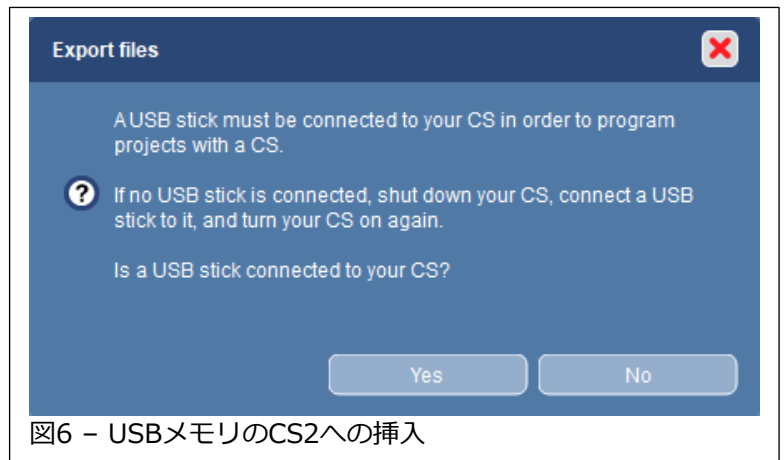 Export files
A USB stick must be connected to your CS in order to program
projects with a CS.
If no USB stick is connected, shut down your CS, connect a USB
stick to it, and turn your CS on again.
Is a USB stick connected to your CS?
Yes
No
図6 – USBメモリのCS2への挿入